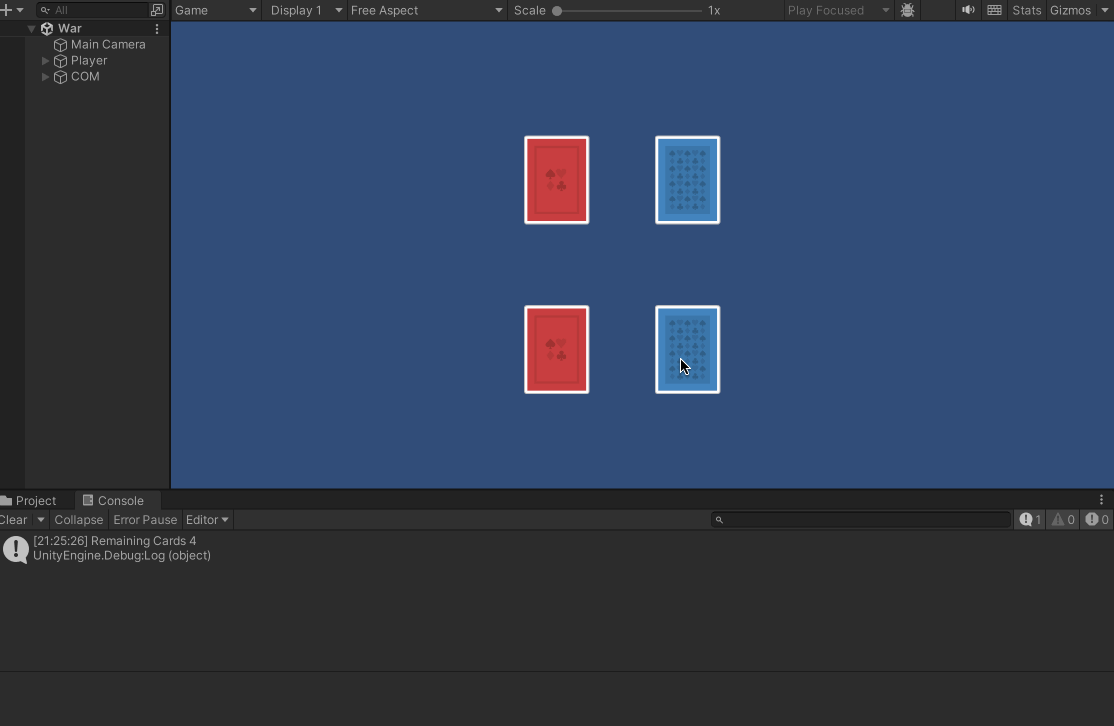 All
Game Display 1 Free Aspect Scale 1x Play Focused Stats Gizmos
War
Main Camera
Player
COM
Project Console
Clear Collapse Error Pause Editor 1 0 0
[21:25:26] Remaining Cards 4
UnityEngine.Debug:Log (object)